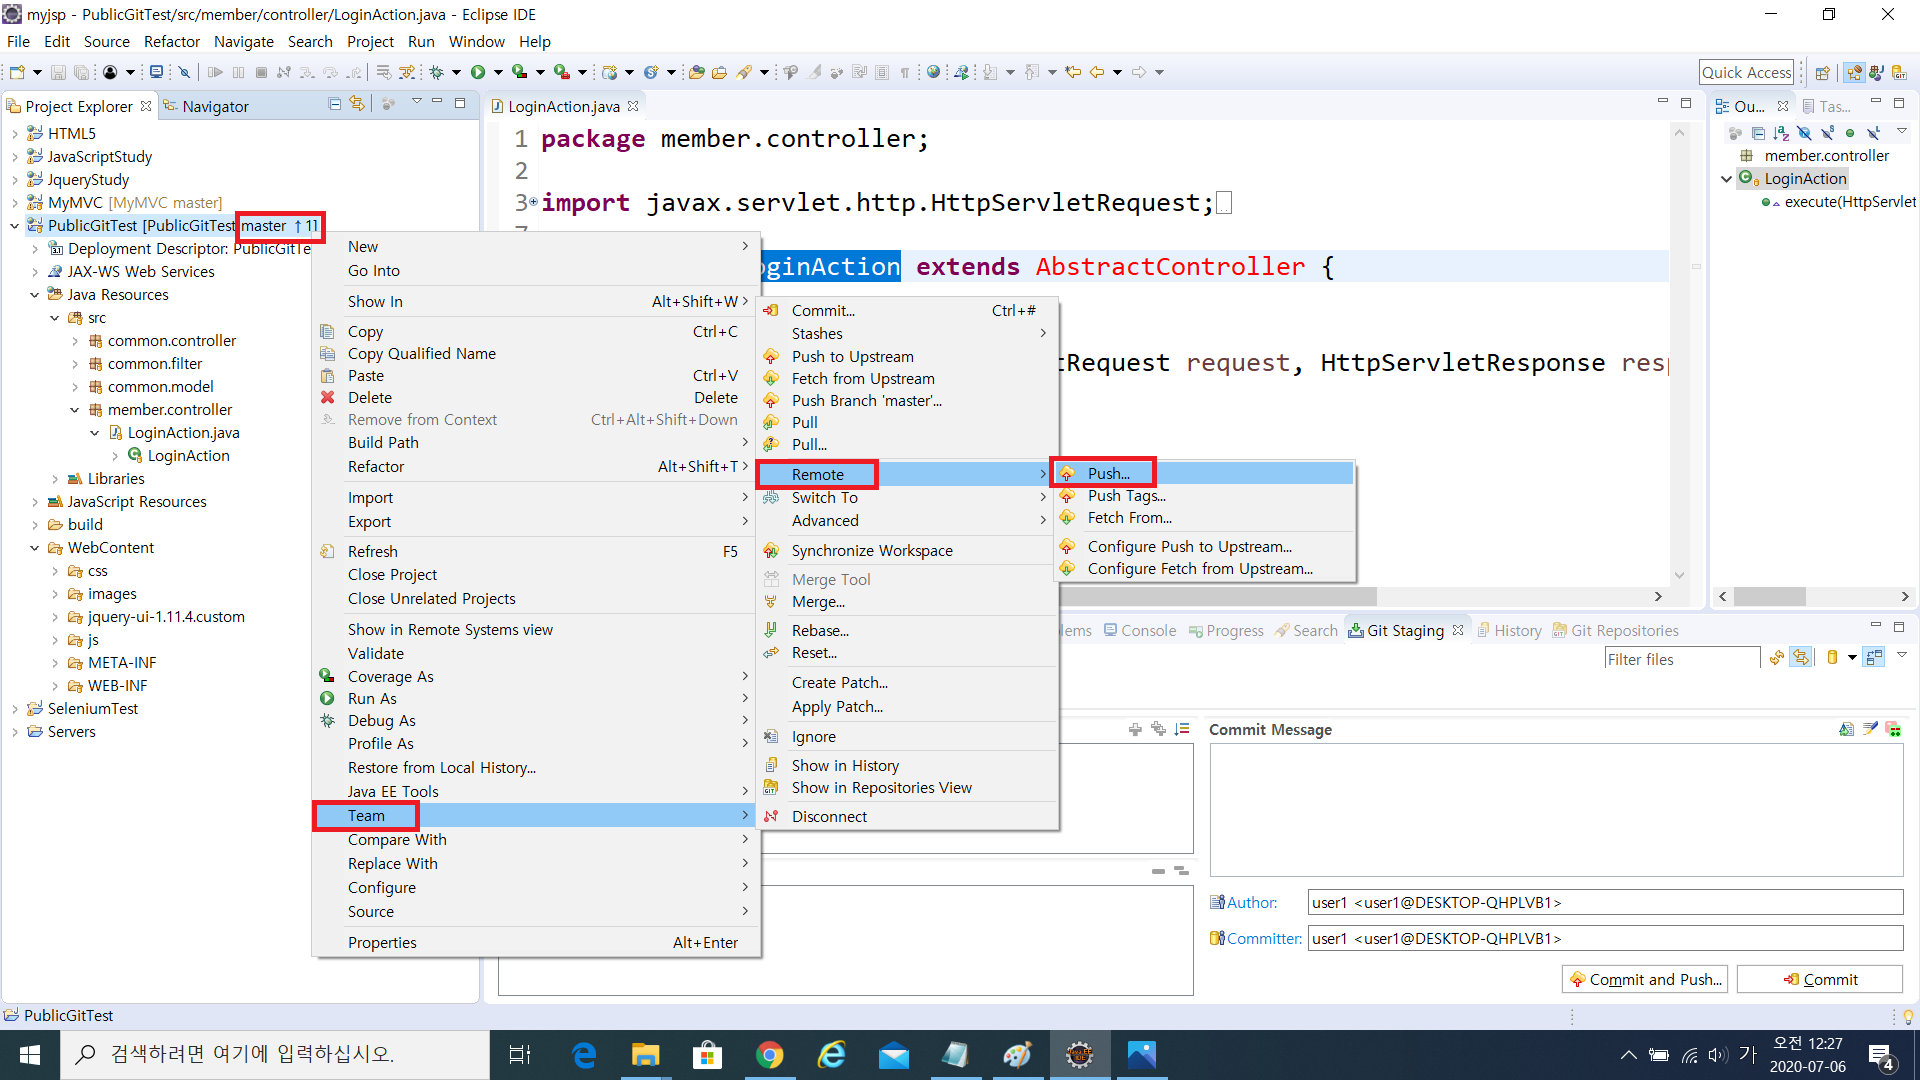 myjsp - PublicGitTest/src/member/controller/LoginAction.java - Eclipse IDE
File Edit Source Refactor Navigate Search Project Run Window Help
Quick Access
Project Explorer
Navigator
HTML5
JavaScriptStudy
JqueryStudy
MyMVC [MyMVC master]
PublicGitTest [PublicGitTest master ↑ 1]
Deployment Descriptor: PublicGitTe
JAX-WS Web Services
Java Resources
src
common.controller
common.filter
common.model
member.controller
LoginAction.java
LoginAction
Libraries
JavaScript Resources
build
WebContent
css
images
jquery-ui-1.11.4.custom
js
META-INF
WEB-INF
SeleniumTest
Servers
New
Go Into
Show In Alt+Shift+W
Copy Ctrl+C
Copy Qualified Name
Paste Ctrl+V
Delete Delete
Remove from Context Ctrl+Alt+Shift+Down
Build Path
Refactor Alt+Shift+T
Import
Export
Refresh F5
Close Project
Close Unrelated Projects
Show in Remote Systems view
Validate
Coverage As
Run As
Debug As
Profile As
Restore from Local History...
Java EE Tools
Team
Compare With
Replace With
Configure
Source
Properties Alt+Enter
Commit... Ctrl+#
Stashes
Push to Upstream
Fetch from Upstream
Push Branch 'master'...
Pull
Pull...
Remote
Switch To
Advanced
Synchronize Workspace
Merge Tool
Merge...
Rebase...
Reset...
Create Patch...
Apply Patch...
Ignore
Show in History
Show in Repositories View
Disconnect
Push...
Push Tags...
Fetch From...
Configure Push to Upstream...
Configure Fetch from Upstream...
LoginAction.java
1 package member.controller;
2
3 import javax.servlet.http.HttpServletRequest;
oginAction extends AbstractController {
tRequest request, HttpServletResponse resp
Ou...
Tas...
member.controller
LoginAction
execute(HttpServlet
lems
Console
Progress
Search
Git Staging
History
Git Repositories
Filter files
Commit Message
Author: user1 <user1@DESKTOP-QHPLVB1>
Committer: user1 <user1@DESKTOP-QHPLVB1>
Commit and Push...
Commit
PublicGitTest
검색하려면 여기에 입력하십시오.
가
오전 12:27
2020-07-06
4